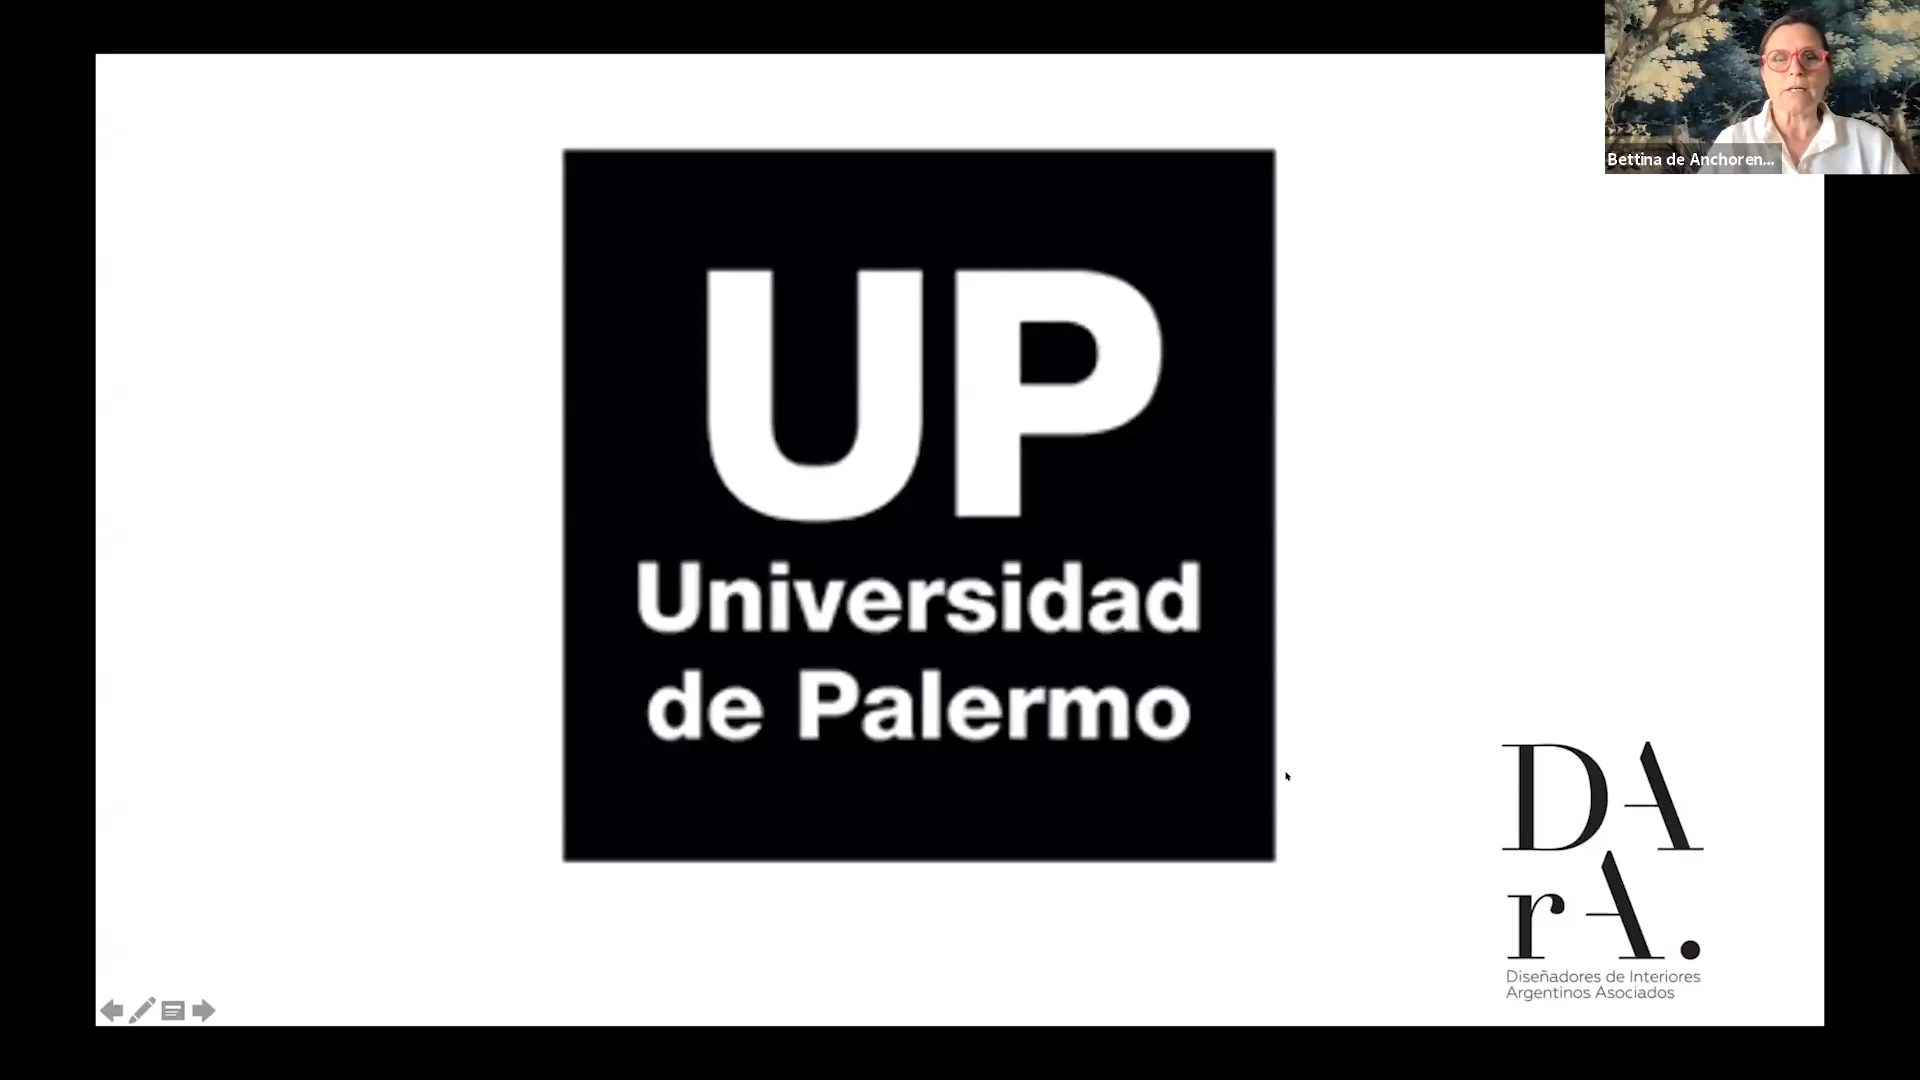 Bettina de Anchoren...
UP
Universidad
de Palermo
DA
rA.
Diseñadores de Interiores
Argentinos Asociados